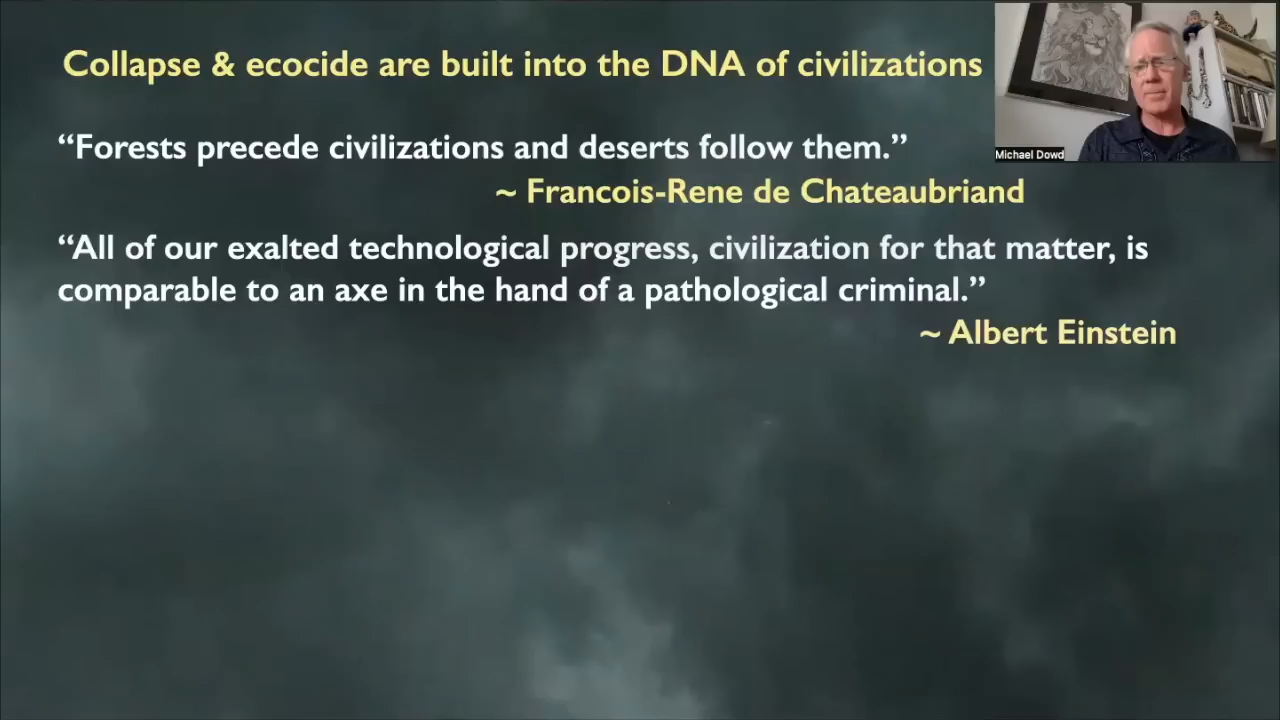 Collapse & ecocide are built into the DNA of civilizations
Michael Dowd
“Forests precede civilizations and deserts follow them.”
~ Francois-Rene de Chateaubriand
“All of our exalted technological progress, civilization for that matter, is
comparable to an axe in the hand of a pathological criminal.”
~ Albert Einstein